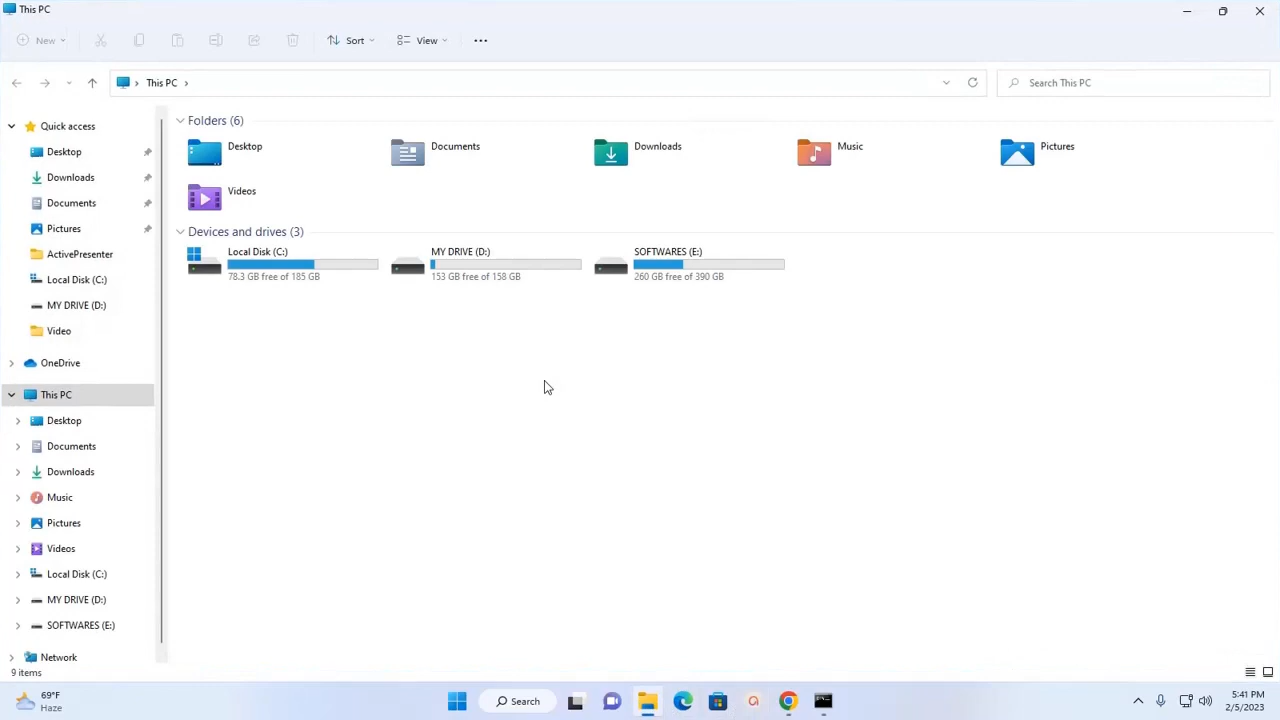 This PC
New
Sort
View
This PC
Search This PC
Quick access
Desktop
Downloads
Documents
Pictures
ActivePresenter
Local Disk (C:)
MY DRIVE (D:)
Video
OneDrive
This PC
Desktop
Documents
Downloads
Music
Pictures
Videos
Local Disk (C:)
MY DRIVE (D:)
SOFTWARES (E:)
Network
Folders (6)
Desktop
Documents
Downloads
Music
Pictures
Videos
Devices and drives (3)
Local Disk (C:)
78.3 GB free of 185 GB
MY DRIVE (D:)
153 GB free of 158 GB
SOFTWARES (E:)
260 GB free of 390 GB
9 items
69°F
Haze
Search
5:41 PM
2/5/2023